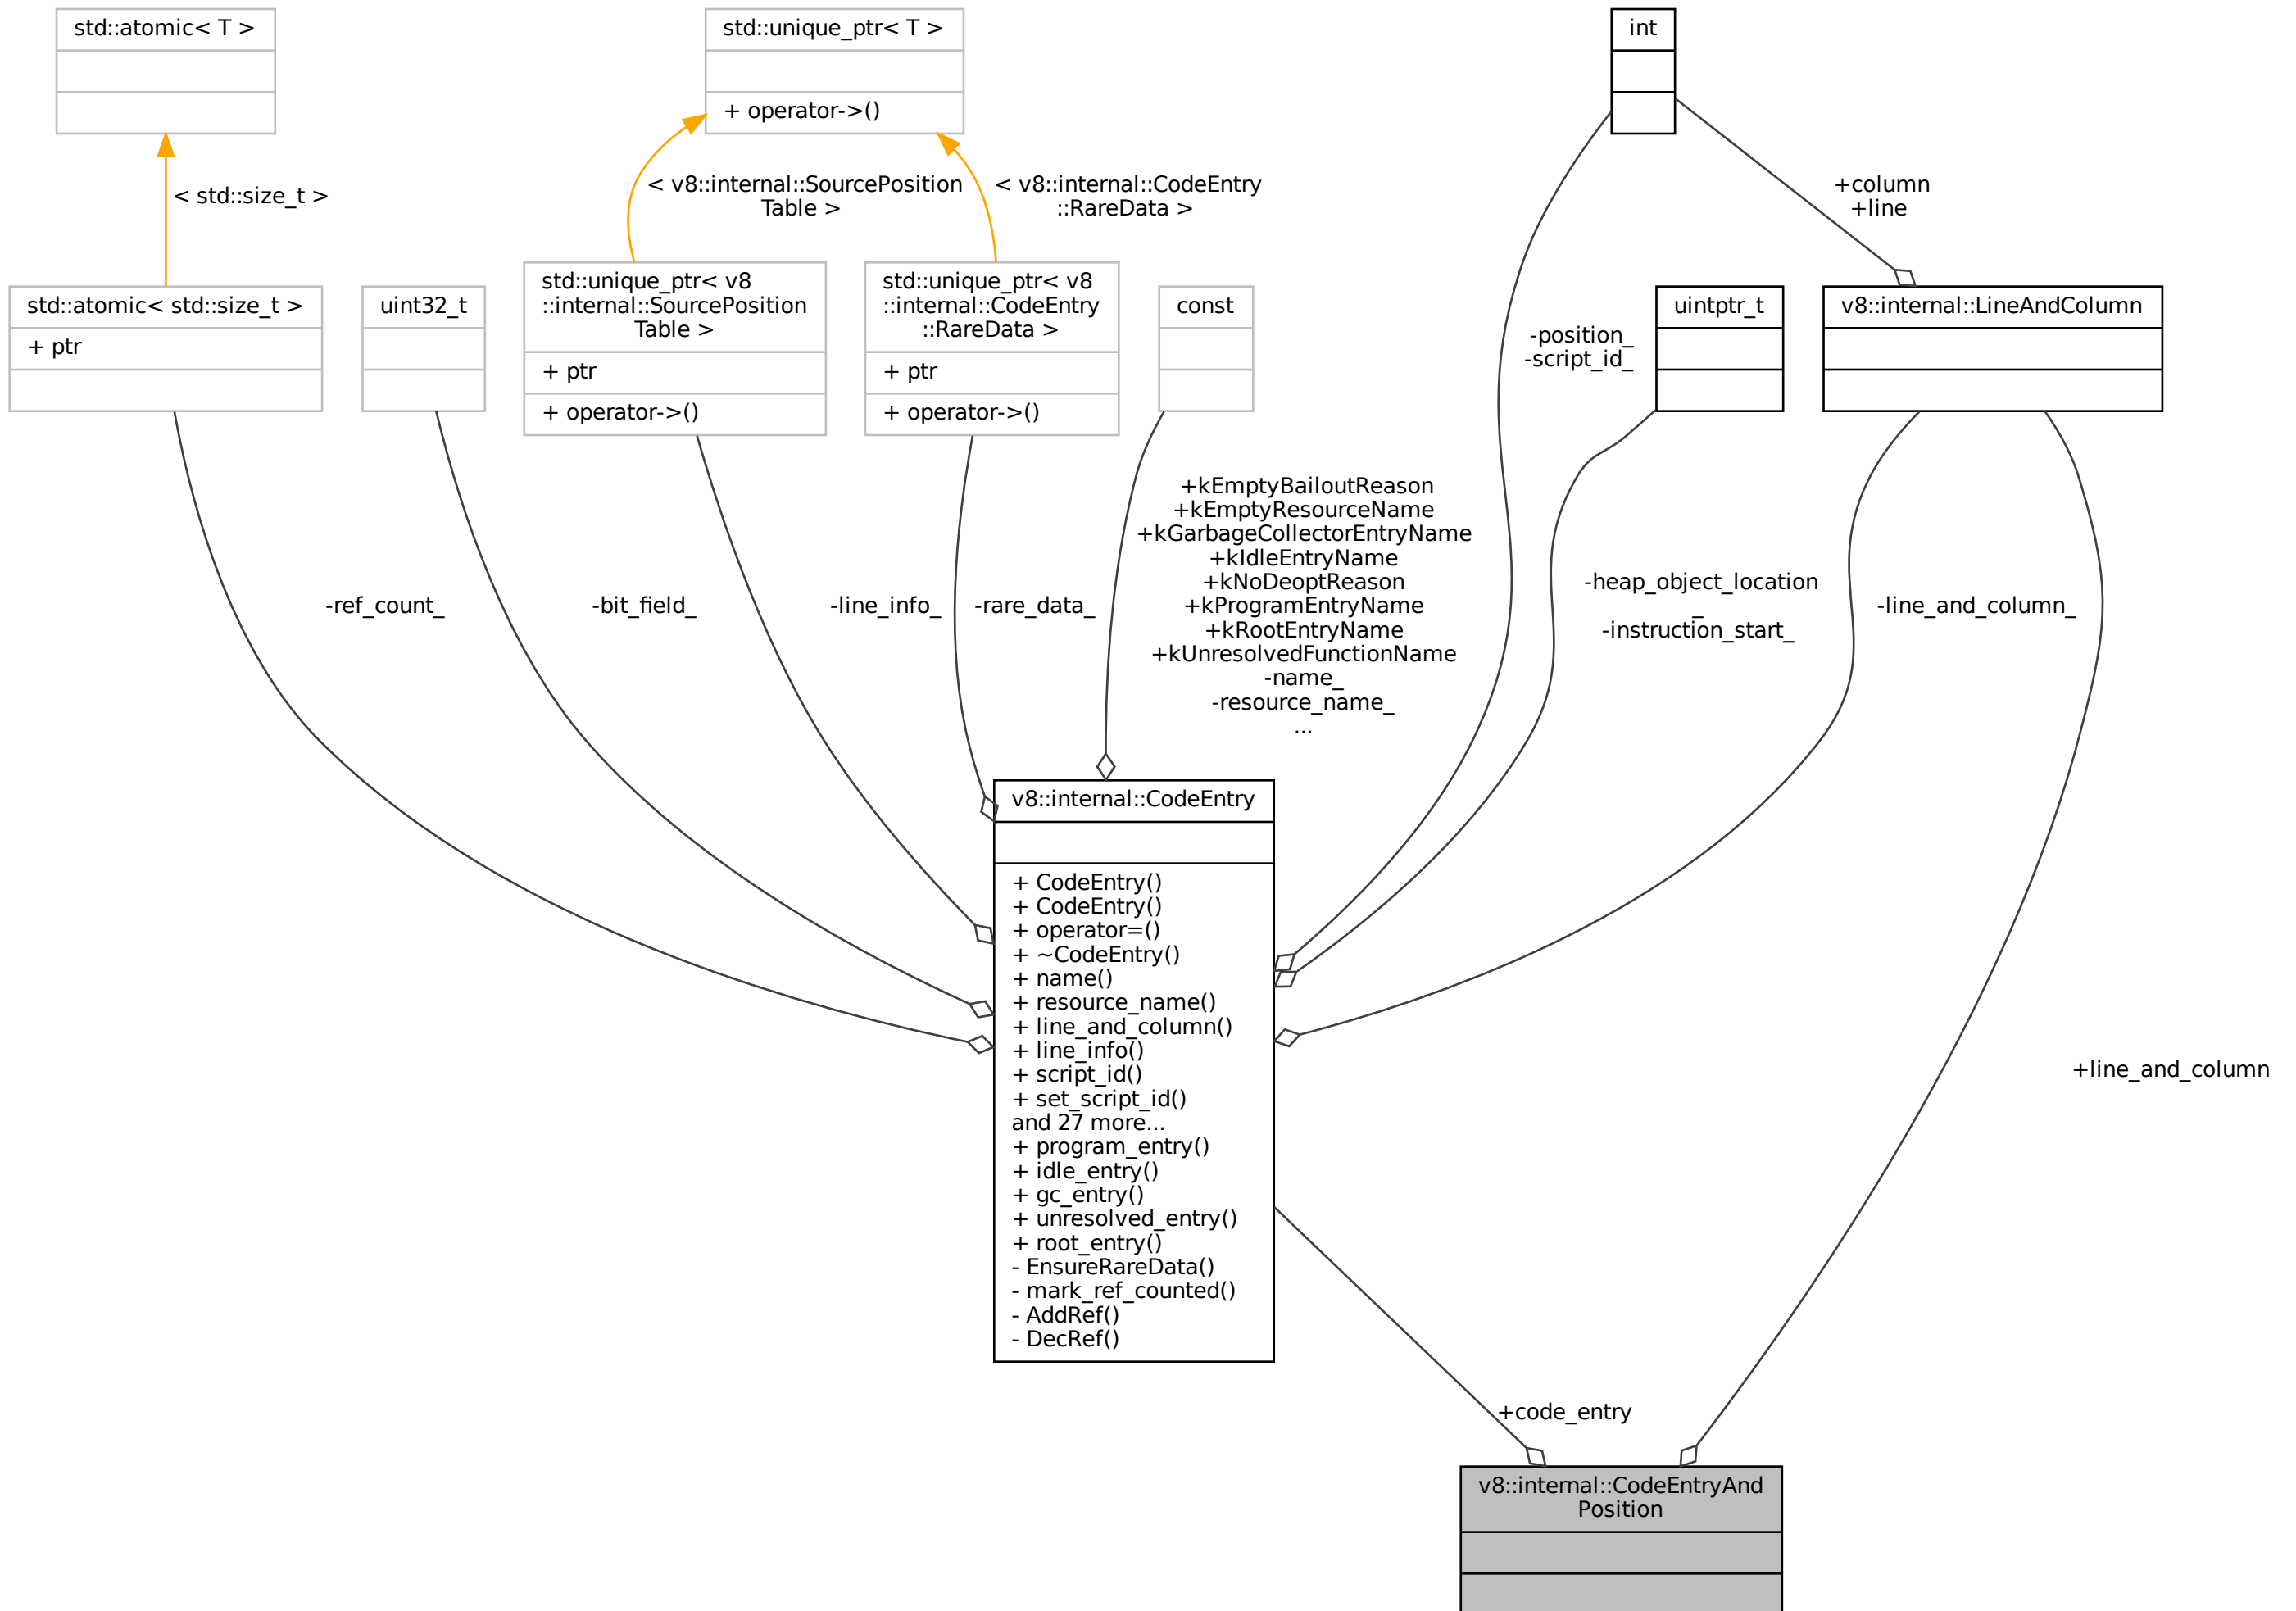 std::atomic< T >
std::unique_ptr< T >
+ operator->()
int
< std::size_t >
< v8::internal::SourcePosition
Table >
< v8::internal::CodeEntry
::RareData >
+column
+line
std::atomic< std::size_t >
+ ptr
uint32_t
std::unique_ptr< v8
::internal::SourcePosition
Table >
+ ptr
+ operator->()
std::unique_ptr< v8
::internal::CodeEntry
::RareData >
+ ptr
+ operator->()
const
-position_
-script_id_
uintptr_t
v8::internal::LineAndColumn
-ref_count_
-bit_field_
-line_info_
-rare_data_
+kEmptyBailoutReason
+kEmptyResourceName
+kGarbageCollectorEntryName
+kIdleEntryName
+kNoDeoptReason
+kProgramEntryName
+kRootEntryName
+kUnresolvedFunctionName
-name_
-resource_name_
...
-heap_object_location
_
-instruction_start_
-line_and_column_
v8::internal::CodeEntry
+ CodeEntry()
+ CodeEntry()
+ operator=()
+ ~CodeEntry()
+ name()
+ resource_name()
+ line_and_column()
+ line_info()
+ script_id()
+ set_script_id()
and 27 more...
+ program_entry()
+ idle_entry()
+ gc_entry()
+ unresolved_entry()
+ root_entry()
- EnsureRareData()
- mark_ref_counted()
- AddRef()
- DecRef()
+line_and_column
+code_entry
v8::internal::CodeEntryAnd
Position